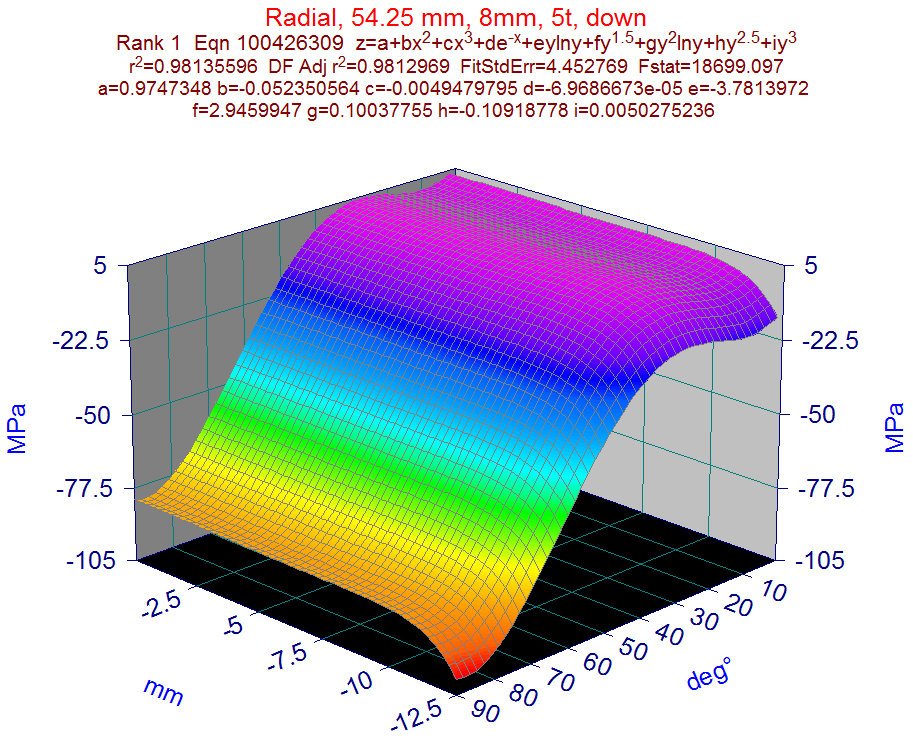 Radial, 54.25 mm, 8mm, 5t, down
Rank 1 Eqn 100426309 z=a+bx²+cx³+de⁻ˣ+eylny+fy¹·⁵+gy²lny+hy²·⁵+iy³
r²=0.98135596 DF Adj r²=0.9812969 FitStdErr=4.452769 Fstat=18699.097
a=0.9747348 b=-0.052350564 c=-0.0049479795 d=-6.9686673e-05 e=-3.7813972
f=2.9459947 g=0.10037755 h=-0.10918778 i=0.0050275236
5
5
-22.5
-22.5
-50
-50
MPa
MPa
-77.5
-77.5
-105
-105
-2.5
-5
-7.5
-10
-12.5
mm
10
20
30
40
50
60
70
80
90
deg°